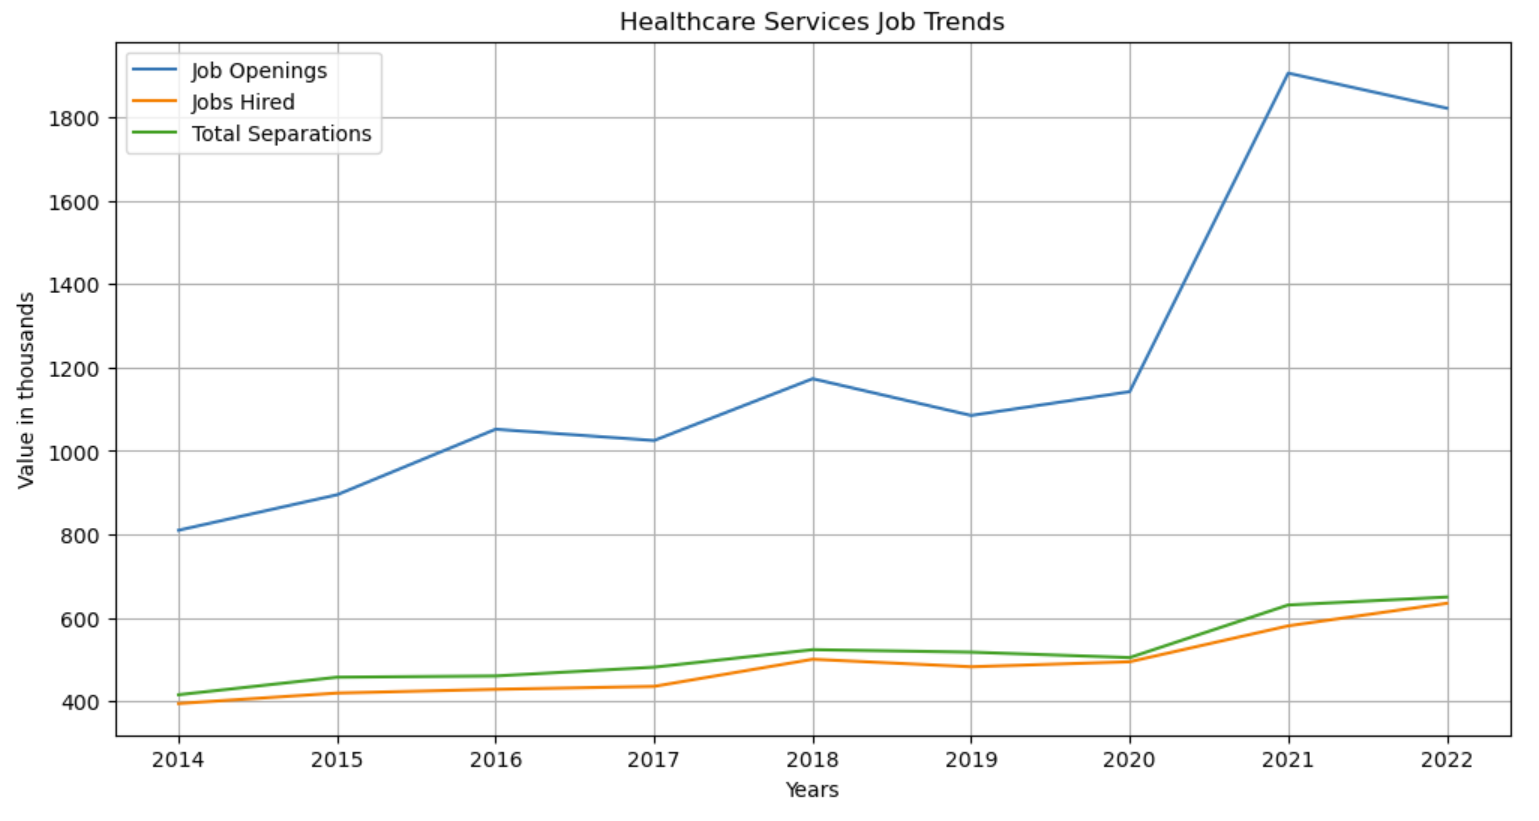 Healthcare Services Job Trends
Job Openings
Jobs Hired
Total Separations
Value in thousands
1800
1600
1400
1200
1000
800
600
400
2014 2015 2016 2017 2018 2019 2020 2021 2022
Years